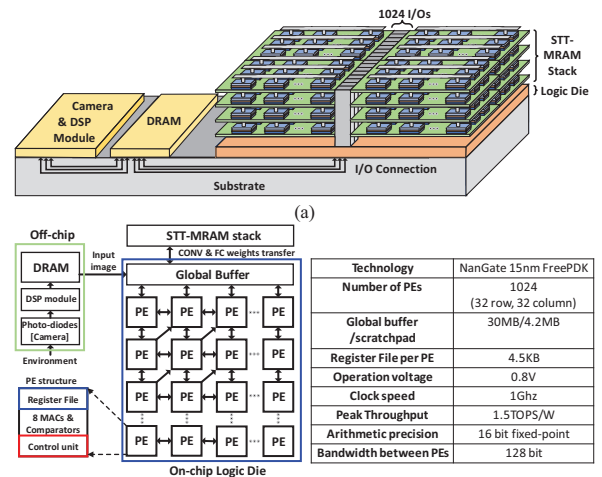 1024 I/Os
STT-
MRAM
Stack
Logic Die
Camera
& DSP
Module
DRAM
I/O Connection
Substrate
(a)
Off-chip
DRAM
DSP module
Photo-diodes
[Camera]
Environment
Input
image
STT-MRAM stack
CONV & FC weights transfer
Global Buffer
PE PE PE PE
PE PE PE PE
PE PE PE PE
PE PE PE PE
On-chip Logic Die
PE structure
Register File
8 MACs &
Comparators
Control unit
Technology NanGate 15nm FreePDK
Number of PEs 1024
(32 row, 32 column)
Global buffer
/scratchpad 30MB/4.2MB
Register File per PE 4.5KB
Operation voltage 0.8V
Clock speed 1Ghz
Peak Throughput 1.5TOPS/W
Arithmetic precision 16 bit fixed-point
Bandwidth between PEs 128 bit